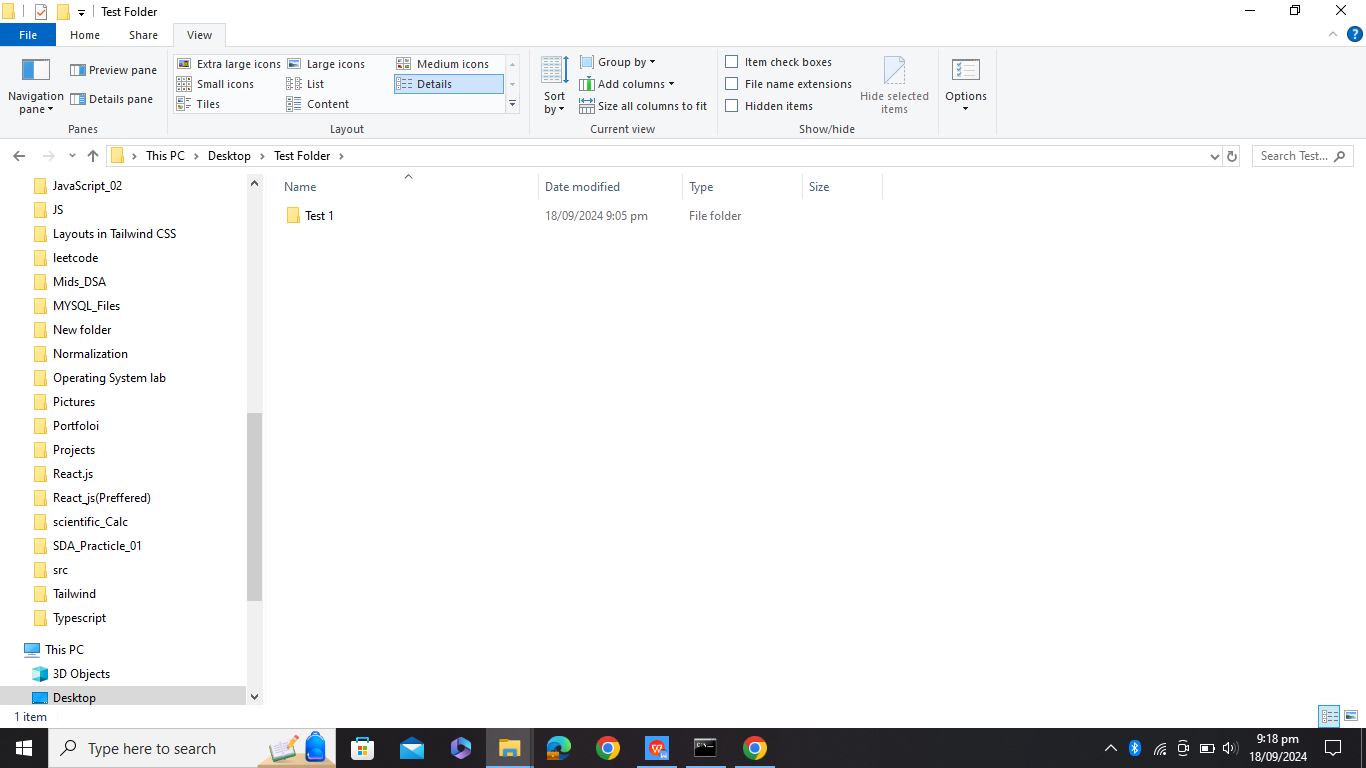 Test Folder
File Home Share View
Navigation pane
Preview pane
Details pane
Panes
Extra large icons Large icons Medium icons
Small icons List Details
Tiles Content
Layout
Sort by
Group by
Add columns
Size all columns to fit
Current view
Item check boxes
File name extensions
Hidden items
Hide selected items
Show/hide
Options
This PC Desktop Test Folder
Search Test...
JavaScript_02
JS
Layouts in Tailwind CSS
leetcode
Mids_DSA
MYSQL_Files
New folder
Normalization
Operating System lab
Pictures
Portfoloi
Projects
React.js
React_js(Preffered)
scientific_Calc
SDA_Practicle_01
src
Tailwind
Typescript
This PC
3D Objects
Desktop
Name Date modified Type Size
Test 1 18/09/2024 9:05 pm File folder
1 item
Type here to search
9:18 pm
18/09/2024